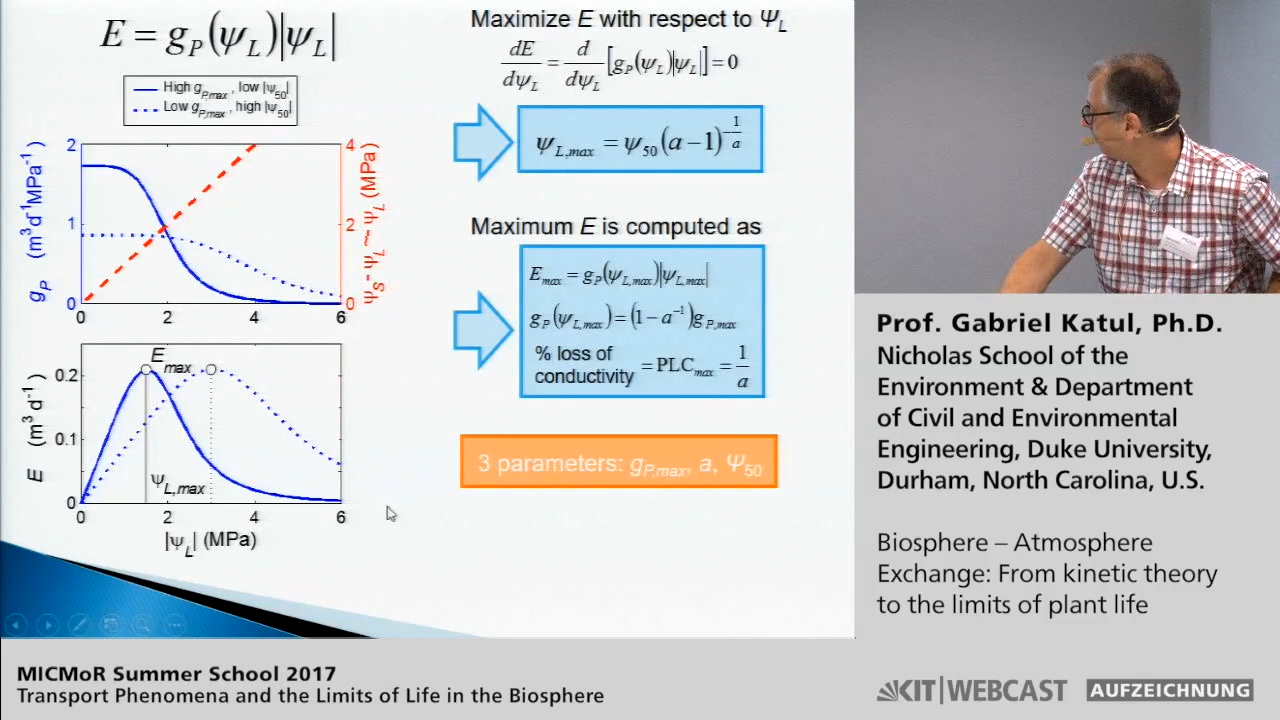 E = g_P(ψ_L)|ψ_L|
High g_P,max, low |ψ_50|
Low g_P,max, high |ψ_50|
g_P (m³d⁻¹MPa⁻¹)
2
1
0
0 2 4 6
4
2
0
ψ_S - ψ_L ~ ψ_L (MPa)
E (m³ d⁻¹)
0.2
0.1
0
E_max
ψ_L,max
0 2 4 6
|ψ_L| (MPa)
Maximize E with respect to Ψ_L
dE/dψ_L = d/dψ_L [g_P(ψ_L)|ψ_L|] = 0
ψ_L,max = ψ_50(a−1)^(−1/a)
Maximum E is computed as
E_max = g_P(ψ_L,max)|ψ_L,max|
g_P(ψ_L,max) = (1−a⁻¹)g_P,max
% loss of
conductivity = PLC_max = 1/a
3 parameters: g_P,max, a, Ψ_50
Prof. Gabriel Katul, Ph.D.
Nicholas School of the
Environment & Department
of Civil and Environmental
Engineering, Duke University,
Durham, North Carolina, U.S.
Biosphere – Atmosphere
Exchange: From kinetic theory
to the limits of plant life
MICMoR Summer School 2017
Transport Phenomena and the Limits of Life in the Biosphere
KIT|WEBCAST AUFZEICHNUNG